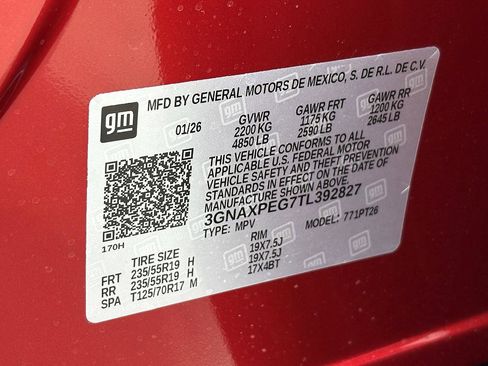 gm
MFD BY GENERAL MOTORS DE MEXICO, S. DE R.L. DE C.V.
01/26 GVWR GAWR FRT GAWR RR
2200 KG 1175 KG 1200 KG
4850 LB 2590 LB 2645 LB
THIS VEHICLE CONFORMS TO ALL
APPLICABLE U.S. FEDERAL MOTOR
VEHICLE SAFETY AND THEFT PREVENTION
STANDARDS IN EFFECT ON THE DATE OF
MANUFACTURE SHOWN ABOVE.
3GNAXPEG7TL392827
TYPE: MPV MODEL: 771PT26
170H
TIRE SIZE RIM
FRT 235/55R19 H 19X7.5J
RR 235/55R19 H 19X7.5J
SPA T125/70R17 M 17X4BT